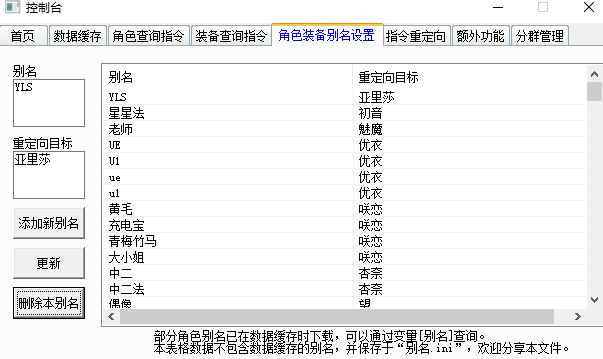 控制台
首页 数据缓存 角色查询指令 装备查询指令 角色装备别名设置 指令重定向 额外功能 分群管理
别名
YLS
重定向目标
亚里莎
添加新别名
更新
删除本别名
别名 重定向目标
YLS 亚里莎
星星法 初音
老师 魅魔
UE 优衣
U1 优衣
ue 优衣
u1 优衣
黄毛 咲恋
充电宝 咲恋
青梅竹马 咲恋
大小姐 咲恋
中二 杏奈
中二法 杏奈
偶像 望
部分角色别名已在数据缓存时下载，可以通过变量[别名]查询。
本表格数据不包含数据缓存的别名，并保存于“别名.ini”，欢迎分享本文件。